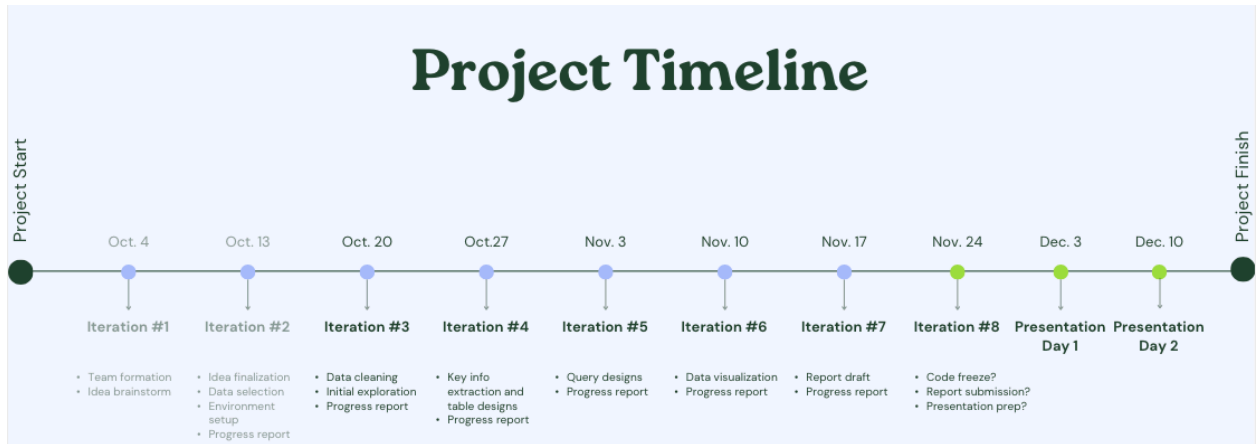 Project Timeline
Project Start
Project Finish
Oct. 4
Oct. 13
Oct. 20
Oct.27
Nov. 3
Nov. 10
Nov. 17
Nov. 24
Dec. 3
Dec. 10
Iteration #1
Iteration #2
Iteration #3
Iteration #4
Iteration #5
Iteration #6
Iteration #7
Iteration #8
Presentation
Day 1
Presentation
Day 2
• Team formation
• Idea brainstorm
• Idea finalization
• Data selection
• Environment
setup
• Progress report
• Data cleaning
• Initial exploration
• Progress report
• Key info
extraction and
table designs
• Progress report
• Query designs
• Progress report
• Data visualization
• Progress report
• Report draft
• Progress report
• Code freeze?
• Report submission?
• Presentation prep?